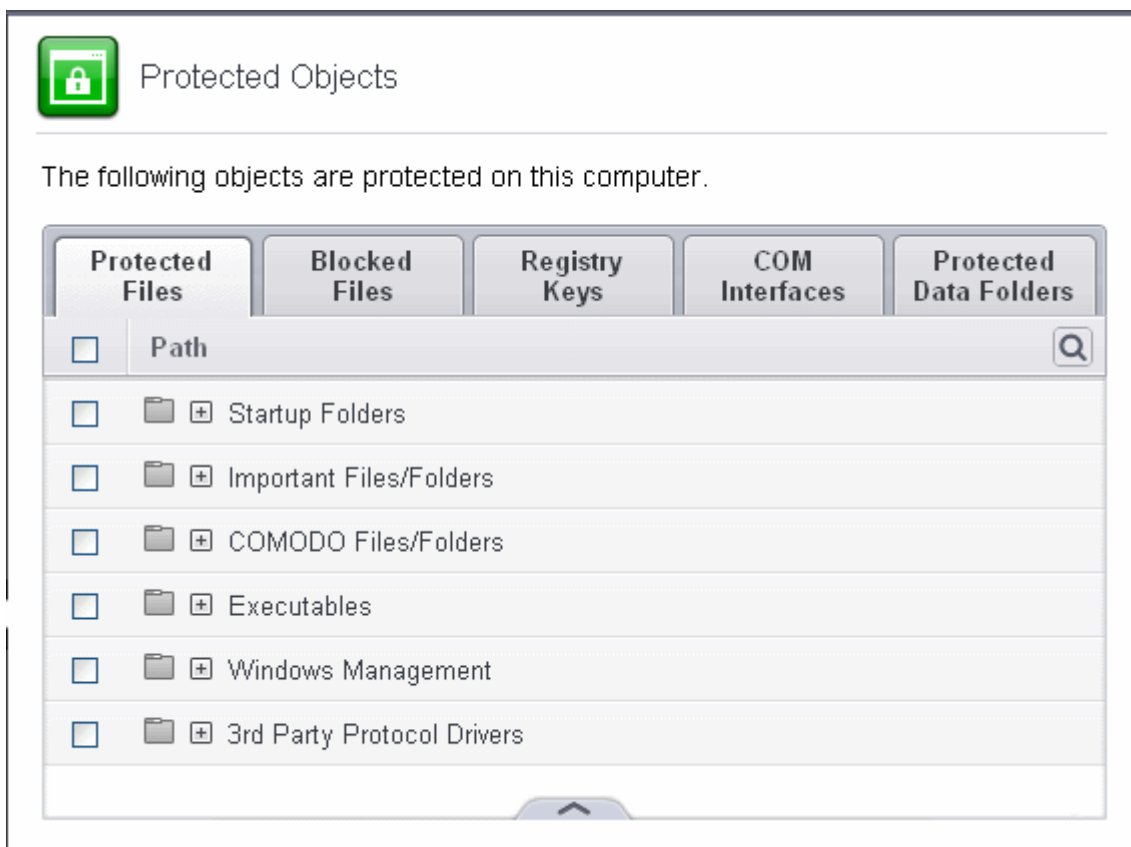 Protected Objects
The following objects are protected on this computer.
Protected Files
Blocked Files
Registry Keys
COM Interfaces
Protected Data Folders
Path
Startup Folders
Important Files/Folders
COMODO Files/Folders
Executables
Windows Management
3rd Party Protocol Drivers